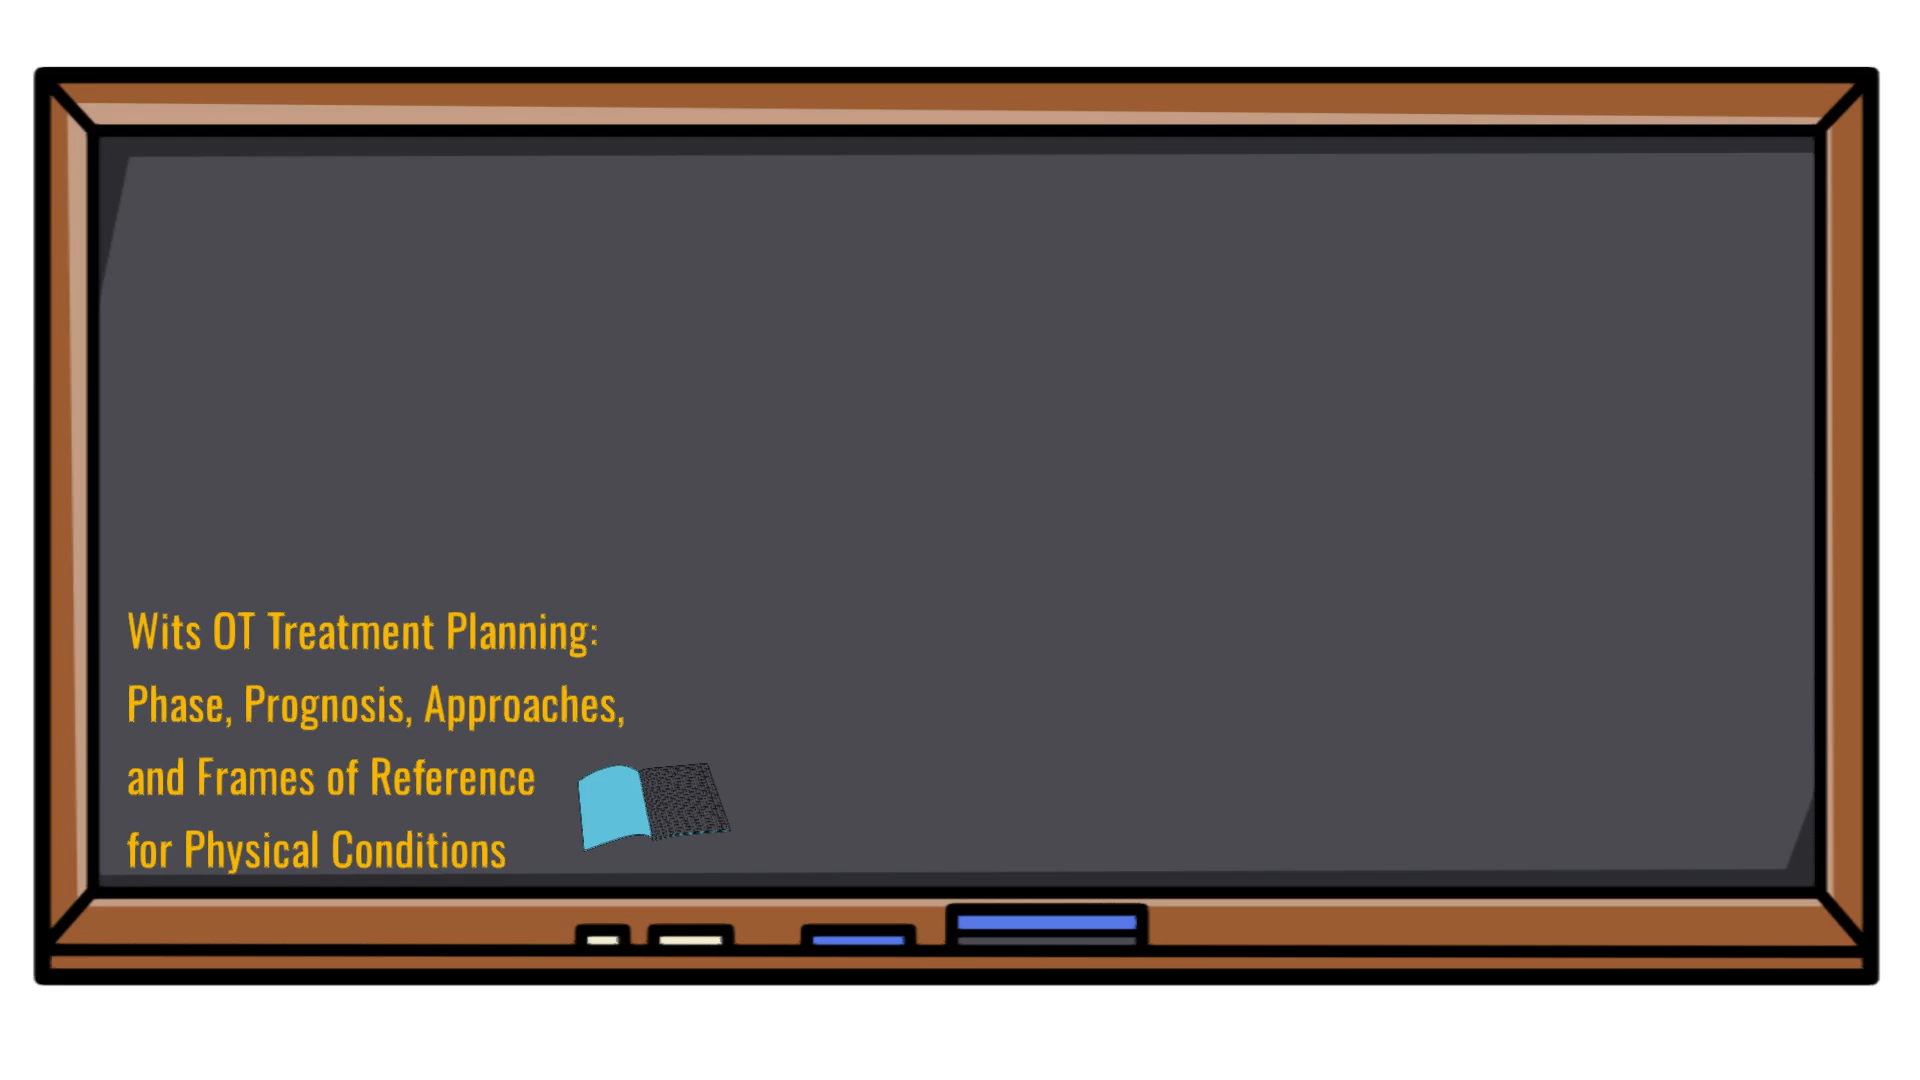 Wits OT Treatment Planning:
Phase, Prognosis, Approaches,
and Frames of Reference
for Physical Conditions